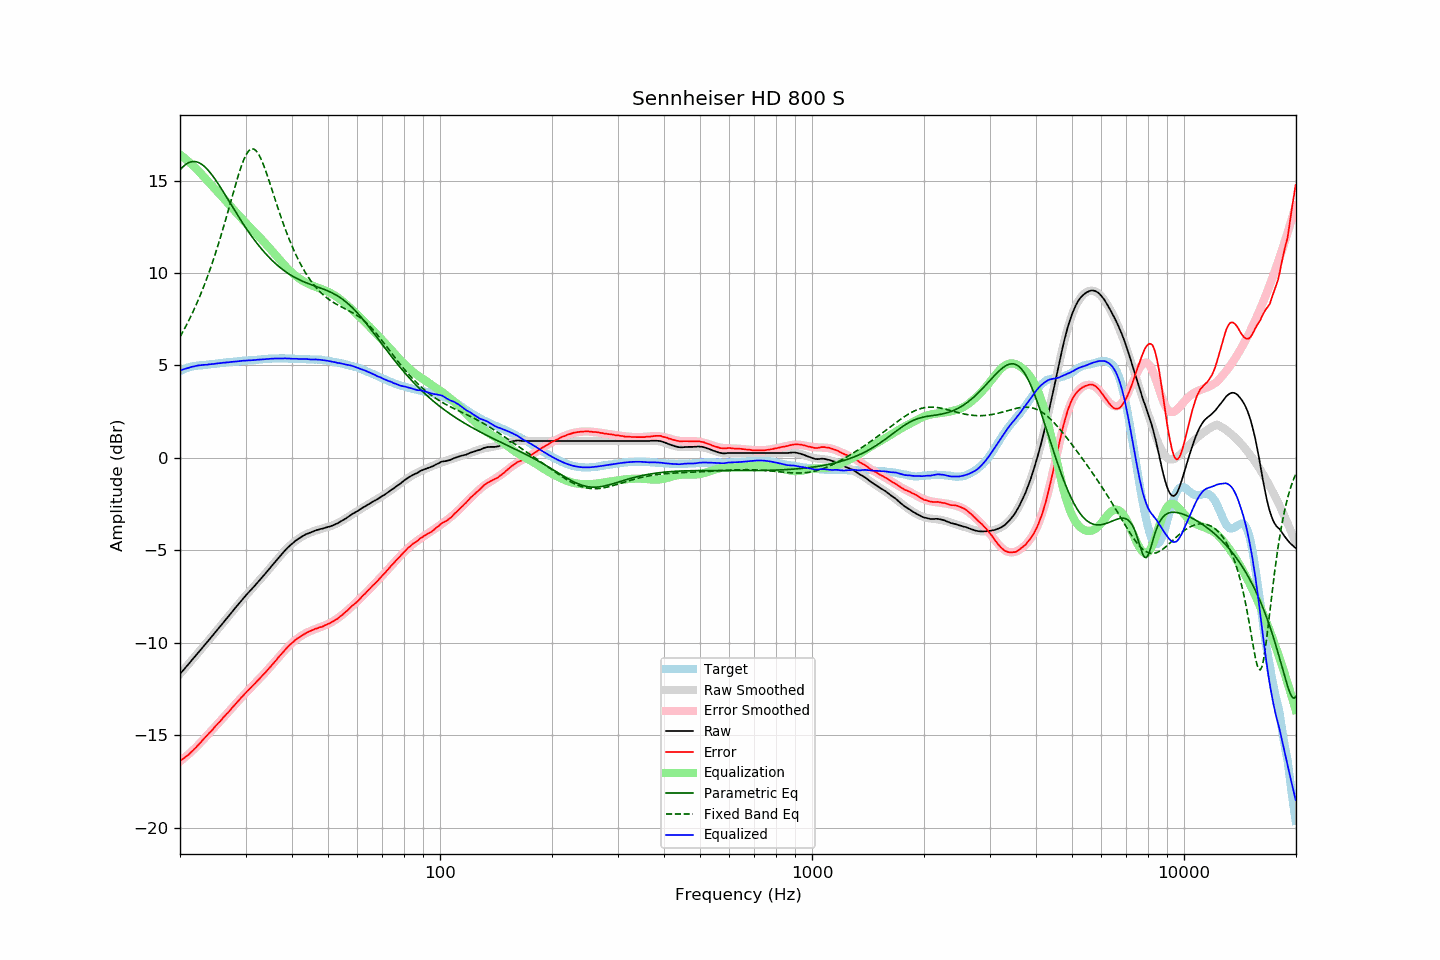 Sennheiser HD 800 S
Amplitude (dBr)
15
10
5
0
−5
−10
−15
−20
Target
Raw Smoothed
Error Smoothed
Raw
Error
Equalization
Parametric Eq
Fixed Band Eq
Equalized
100 1000 10000
Frequency (Hz)